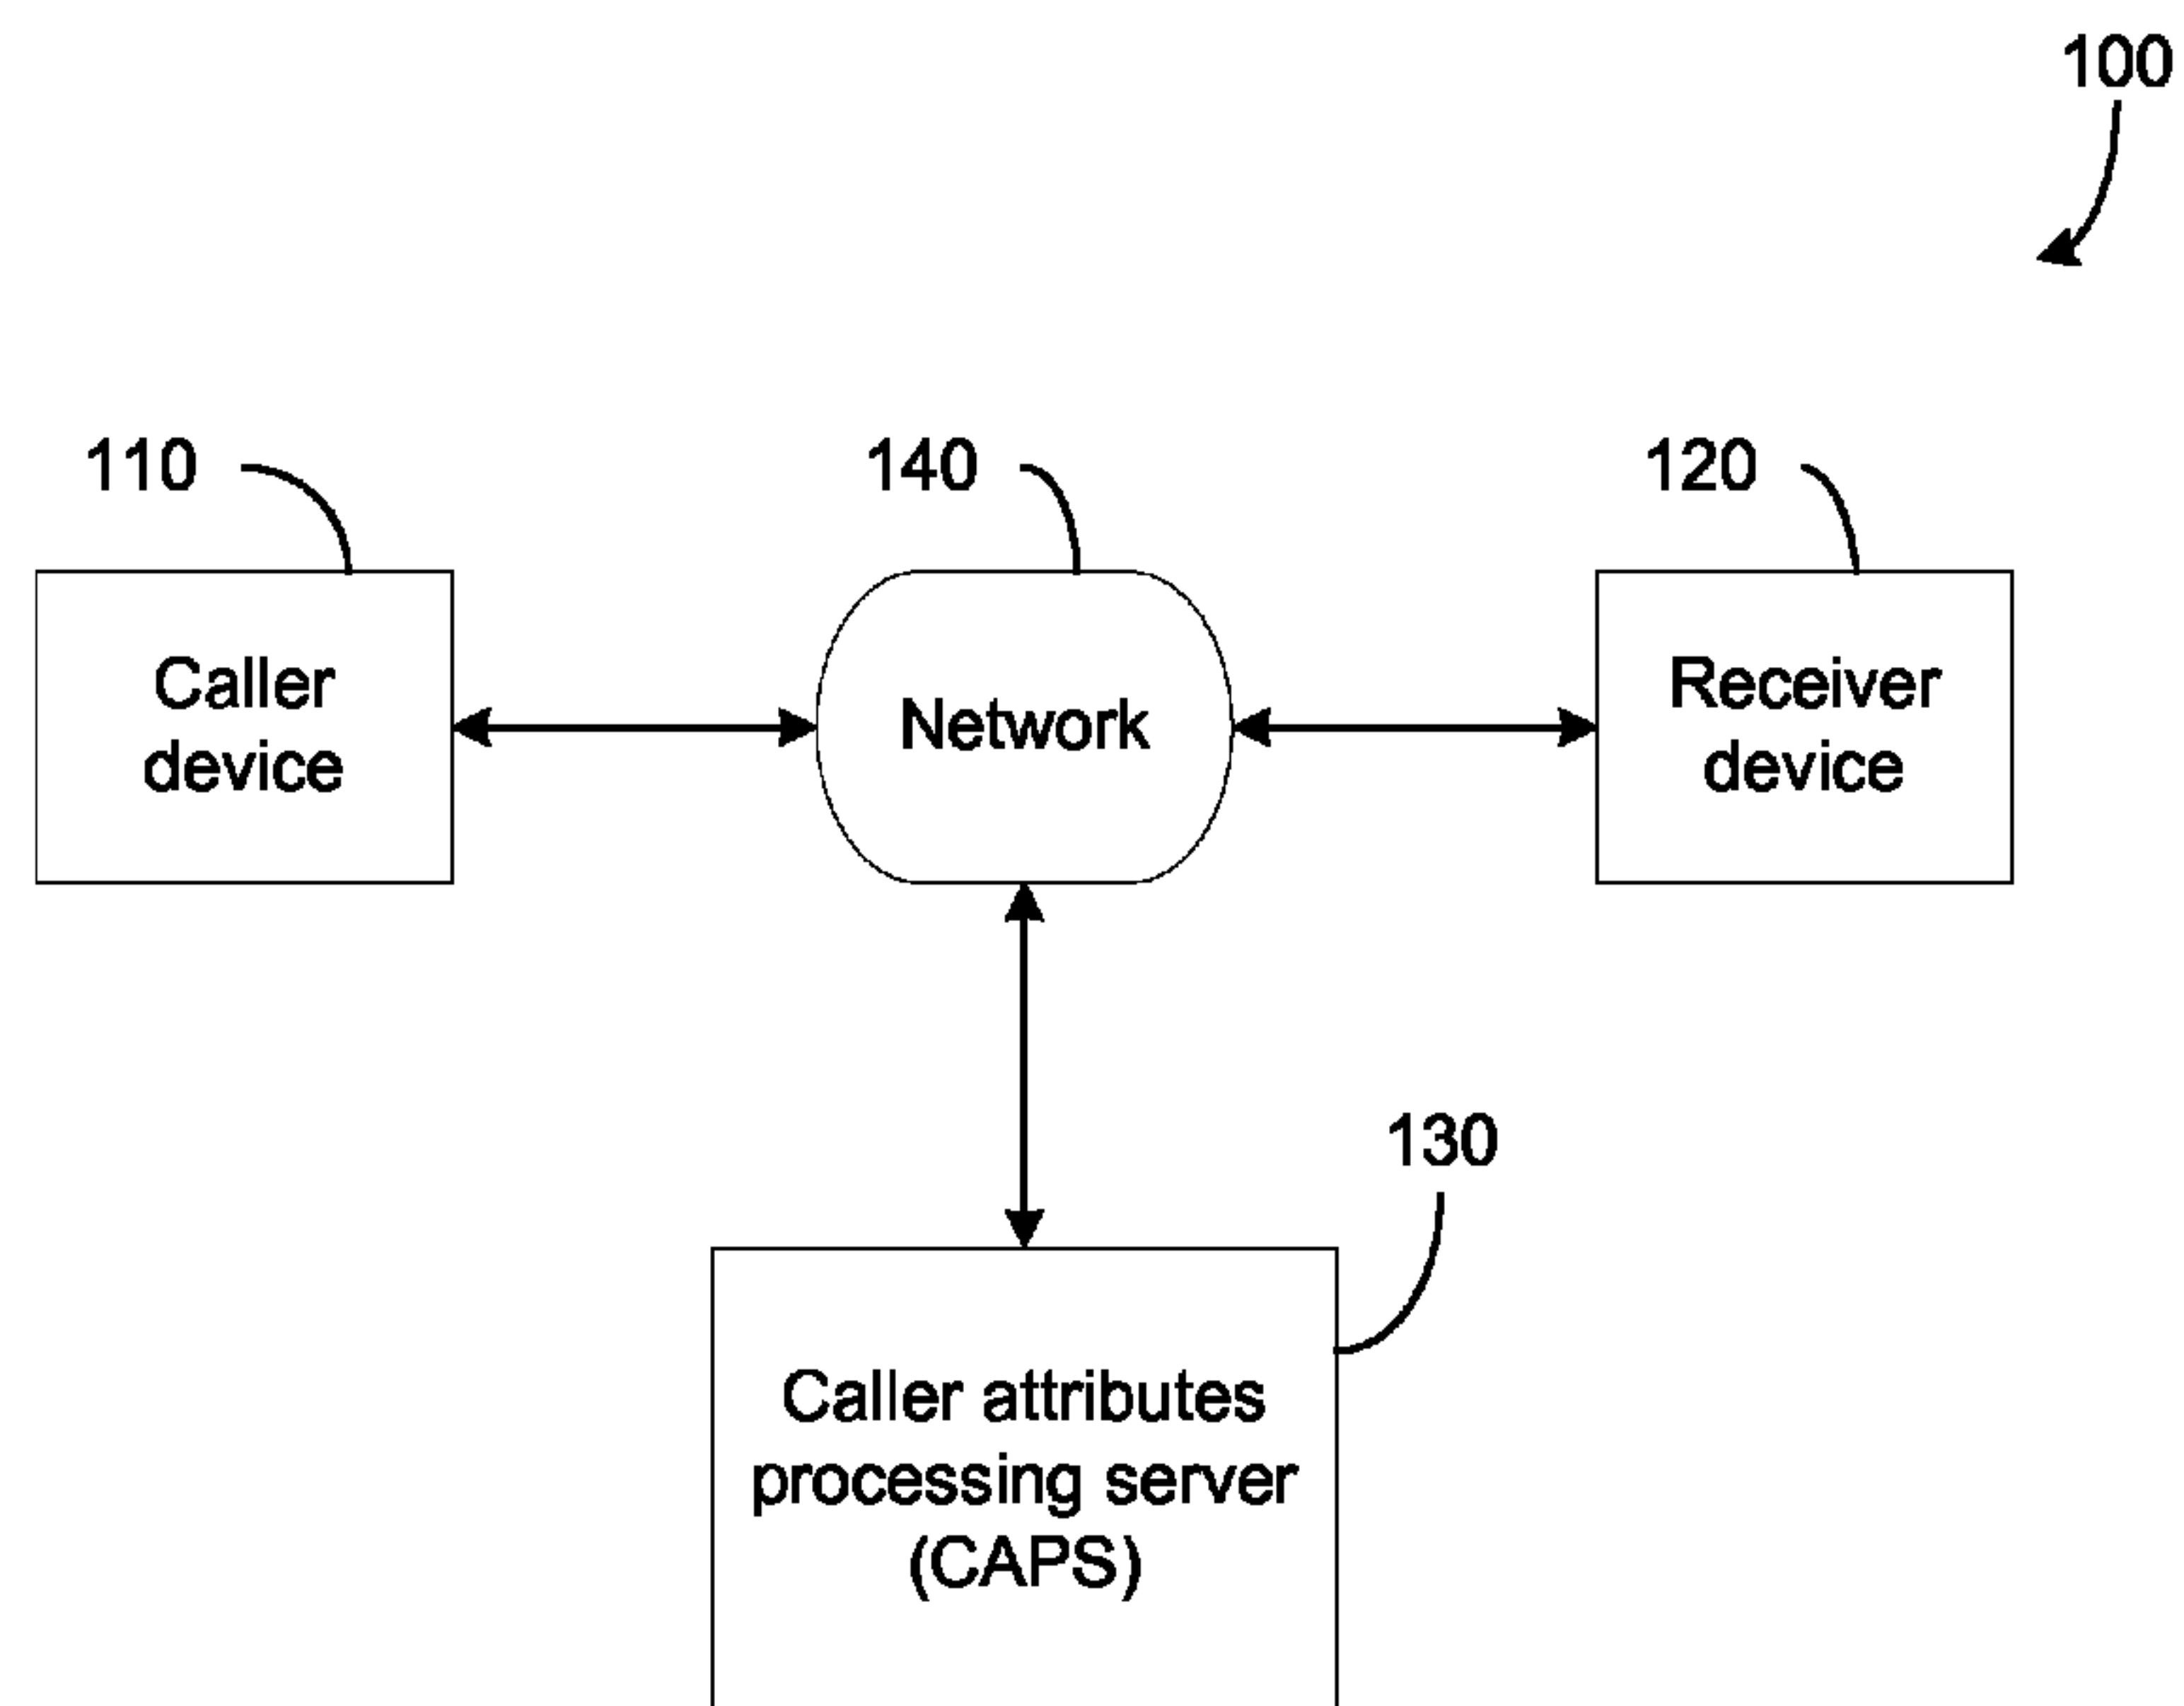 100
110
140
120
Caller
device
Network
Receiver
device
130
Caller attributes
processing server
(CAPS)